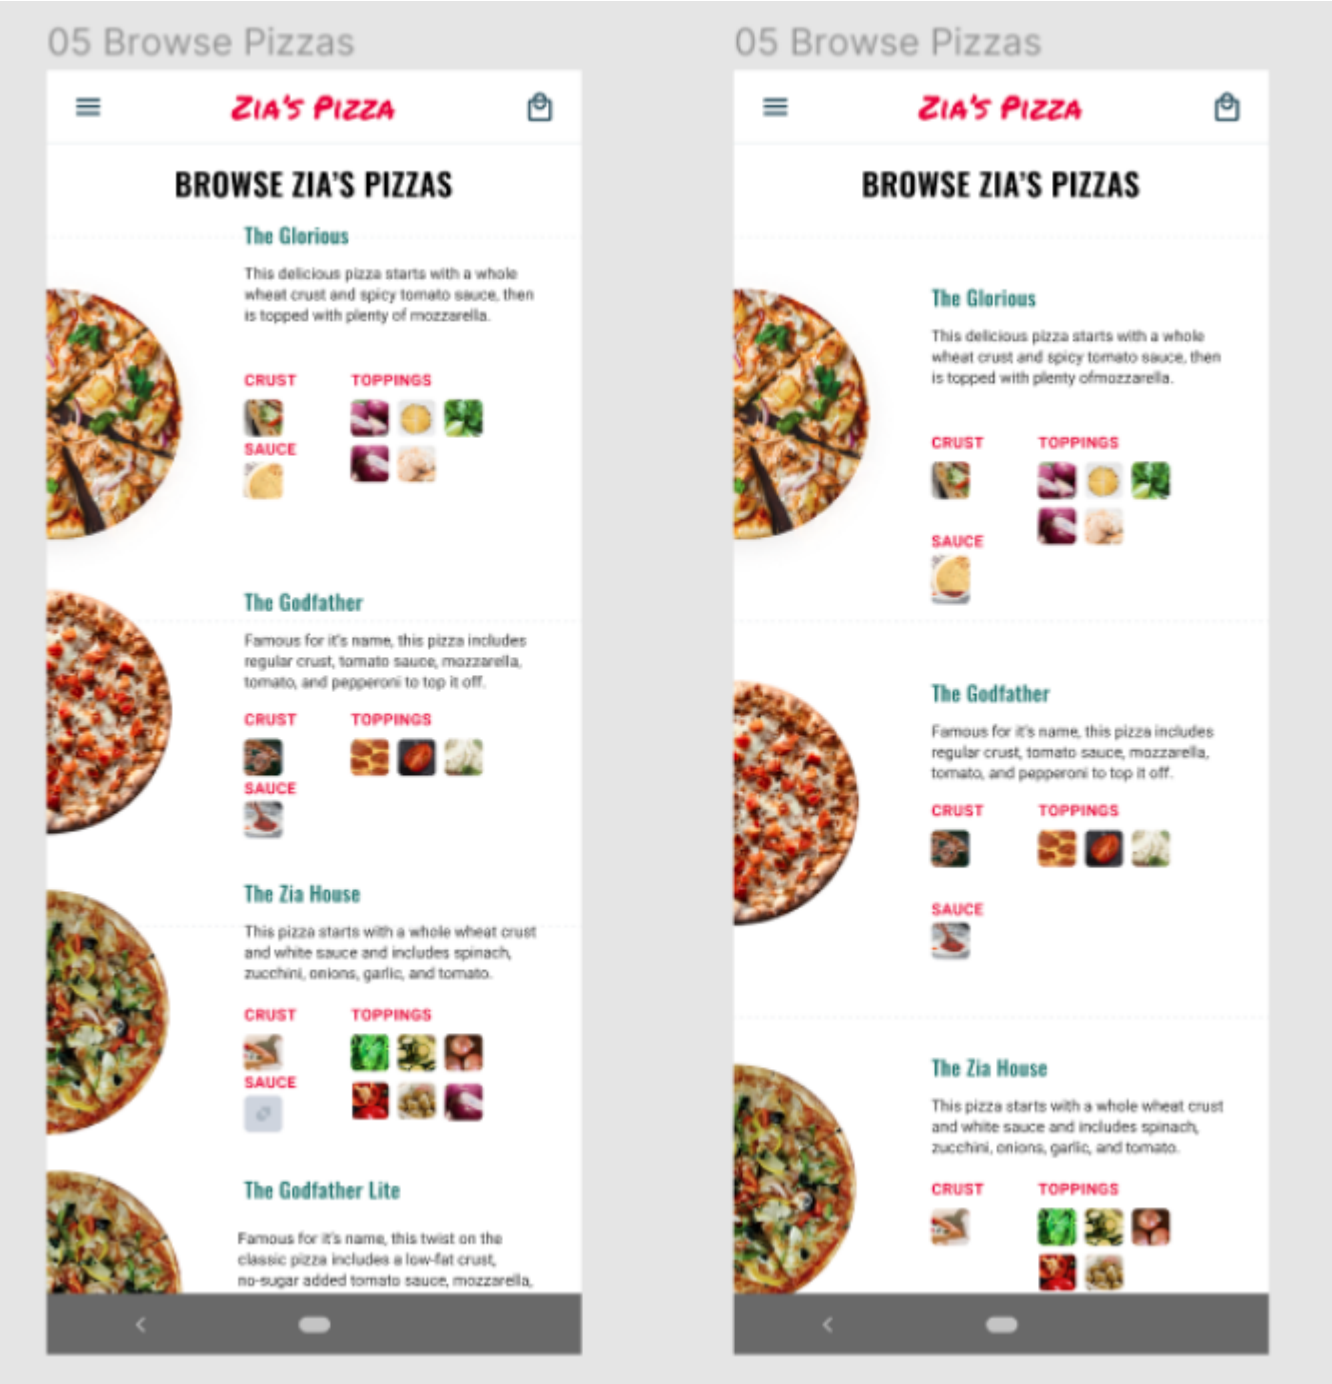 05 Browse Pizzas
ZIA'S PIZZA
BROWSE ZIA'S PIZZAS
The Glorious
This delicious pizza starts with a whole
wheat crust and spicy tomato sauce, then
is topped with plenty of mozzarella.
CRUST TOPPINGS
SAUCE
The Godfather
Famous for it's name, this pizza includes
regular crust, tomato sauce, mozzarella,
tomato, and pepperoni to top it off.
CRUST TOPPINGS
SAUCE
The Zia House
This pizza starts with a whole wheat crust
and white sauce and includes spinach,
zucchini, onions, garlic, and tomato.
CRUST TOPPINGS
SAUCE
The Godfather Lite
Famous for it's name, this twist on the
classic pizza includes a low-fat crust,
no-sugar added tomato sauce, mozzarella,
05 Browse Pizzas
ZIA'S PIZZA
BROWSE ZIA'S PIZZAS
The Glorious
This delicious pizza starts with a whole
wheat crust and spicy tomato sauce, then
is topped with plenty ofmozzarella.
CRUST TOPPINGS
SAUCE
The Godfather
Famous for it's name, this pizza includes
regular crust, tomato sauce, mozzarella,
tomato, and pepperoni to top it off.
CRUST TOPPINGS
SAUCE
The Zia House
This pizza starts with a whole wheat crust
and white sauce and includes spinach,
zucchini, onions, garlic, and tomato.
CRUST TOPPINGS